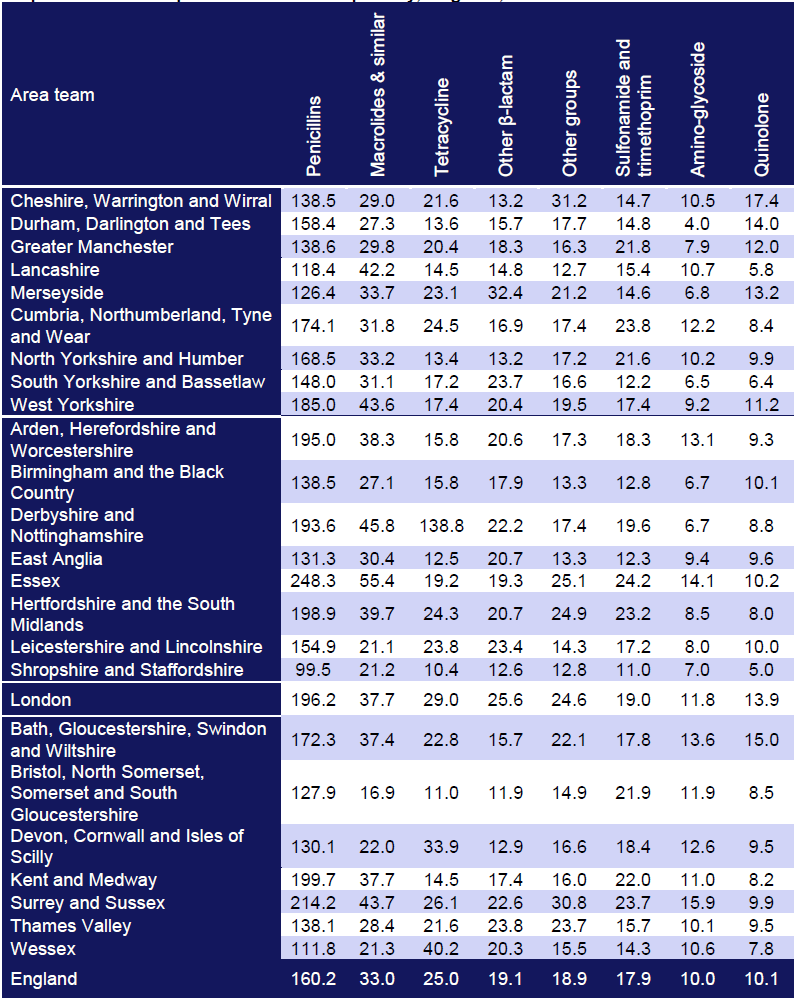 Area team Penicillins Macrolides & similar Tetracycline Other β-lactam Other groups Sulfonamide and trimethoprim Amino-glycoside Quinolone
Cheshire, Warrington and Wirral 138.5 29.0 21.6 13.2 31.2 14.7 10.5 17.4
Durham, Darlington and Tees 158.4 27.3 13.6 15.7 17.7 14.8 4.0 14.0
Greater Manchester 138.6 29.8 20.4 18.3 16.3 21.8 7.9 12.0
Lancashire 118.4 42.2 14.5 14.8 12.7 15.4 10.7 5.8
Merseyside 126.4 33.7 23.1 32.4 21.2 14.6 6.8 13.2
Cumbria, Northumberland, Tyne
and Wear 174.1 31.8 24.5 16.9 17.4 23.8 12.2 8.4
North Yorkshire and Humber 168.5 33.2 13.4 13.2 17.2 21.6 10.2 9.9
South Yorkshire and Bassetlaw 148.0 31.1 17.2 23.7 16.6 12.2 6.5 6.4
West Yorkshire 185.0 43.6 17.4 20.4 19.5 17.4 9.2 11.2
Arden, Herefordshire and
Worcestershire 195.0 38.3 15.8 20.6 17.3 18.3 13.1 9.3
Birmingham and the Black
Country 138.5 27.1 15.8 17.9 13.3 12.8 6.7 10.1
Derbyshire and
Nottinghamshire 193.6 45.8 138.8 22.2 17.4 19.6 6.7 8.8
East Anglia 131.3 30.4 12.5 20.7 13.3 12.3 9.4 9.6
Essex 248.3 55.4 19.2 19.3 25.1 24.2 14.1 10.2
Hertfordshire and the South
Midlands 198.9 39.7 24.3 20.7 24.9 23.2 8.5 8.0
Leicestershire and Lincolnshire 154.9 21.1 23.8 23.4 14.3 17.2 8.0 10.0
Shropshire and Staffordshire 99.5 21.2 10.4 12.6 12.8 11.0 7.0 5.0
London 196.2 37.7 29.0 25.6 24.6 19.0 11.8 13.9
Bath, Gloucestershire, Swindon
and Wiltshire 172.3 37.4 22.8 15.7 22.1 17.8 13.6 15.0
Bristol, North Somerset,
Somerset and South
Gloucestershire 127.9 16.9 11.0 11.9 14.9 21.9 11.9 8.5
Devon, Cornwall and Isles of
Scilly 130.1 22.0 33.9 12.9 16.6 18.4 12.6 9.5
Kent and Medway 199.7 37.7 14.5 17.4 16.0 22.0 11.0 8.2
Surrey and Sussex 214.2 43.7 26.1 22.6 30.8 23.7 15.9 9.9
Thames Valley 138.1 28.4 21.6 23.8 23.7 15.7 10.1 9.5
Wessex 111.8 21.3 40.2 20.3 15.5 14.3 10.6 7.8
England 160.2 33.0 25.0 19.1 18.9 17.9 10.0 10.1